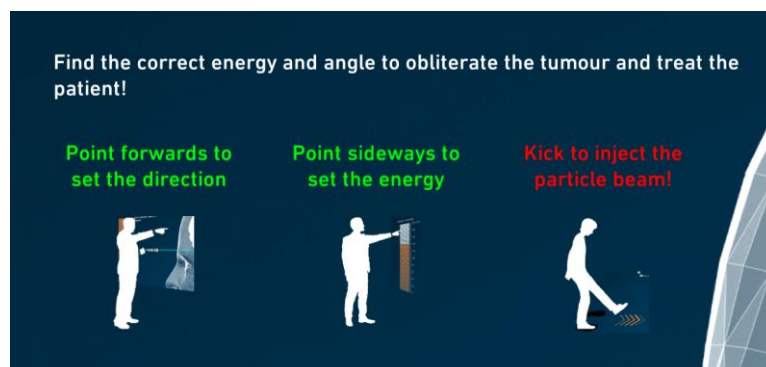 Find the correct energy and angle to obliterate the tumour and treat the
patient!
Point forwards to
set the direction
Point sideways to
set the energy
Kick to inject the
particle beam!